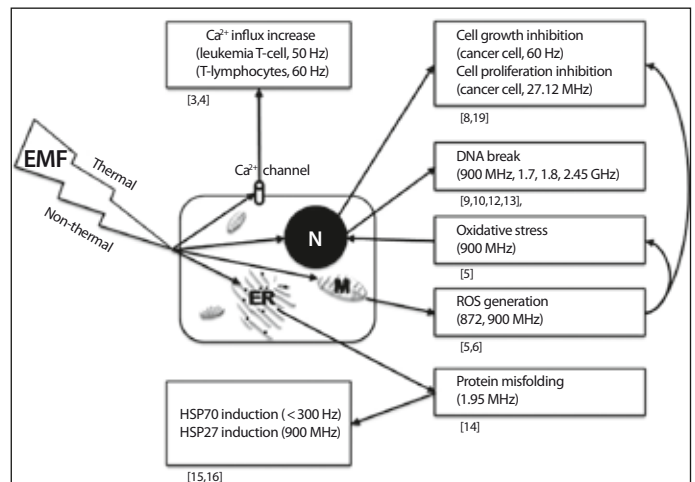 Ca²⁺ influx increase
(leukemia T-cell, 50 Hz)
(T-lymphocytes, 60 Hz)
[3,4]
Cell growth inhibition
(cancer cell, 60 Hz)
Cell proliferation inhibition
(cancer cell, 27.12 MHz)
[8,19]
EMF
Thermal
Non-thermal
Ca²⁺ channel
DNA break
(900 MHz, 1.7, 1.8, 2.45 GHz)
[9,10,12,13],
N
Oxidative stress
(900 MHz)
[5]
M
ER
ROS generation
(872, 900 MHz)
[5,6]
Protein misfolding
(1.95 MHz)
[14]
HSP70 induction (<300 Hz)
HSP27 induction (900 MHz)
[15,16]